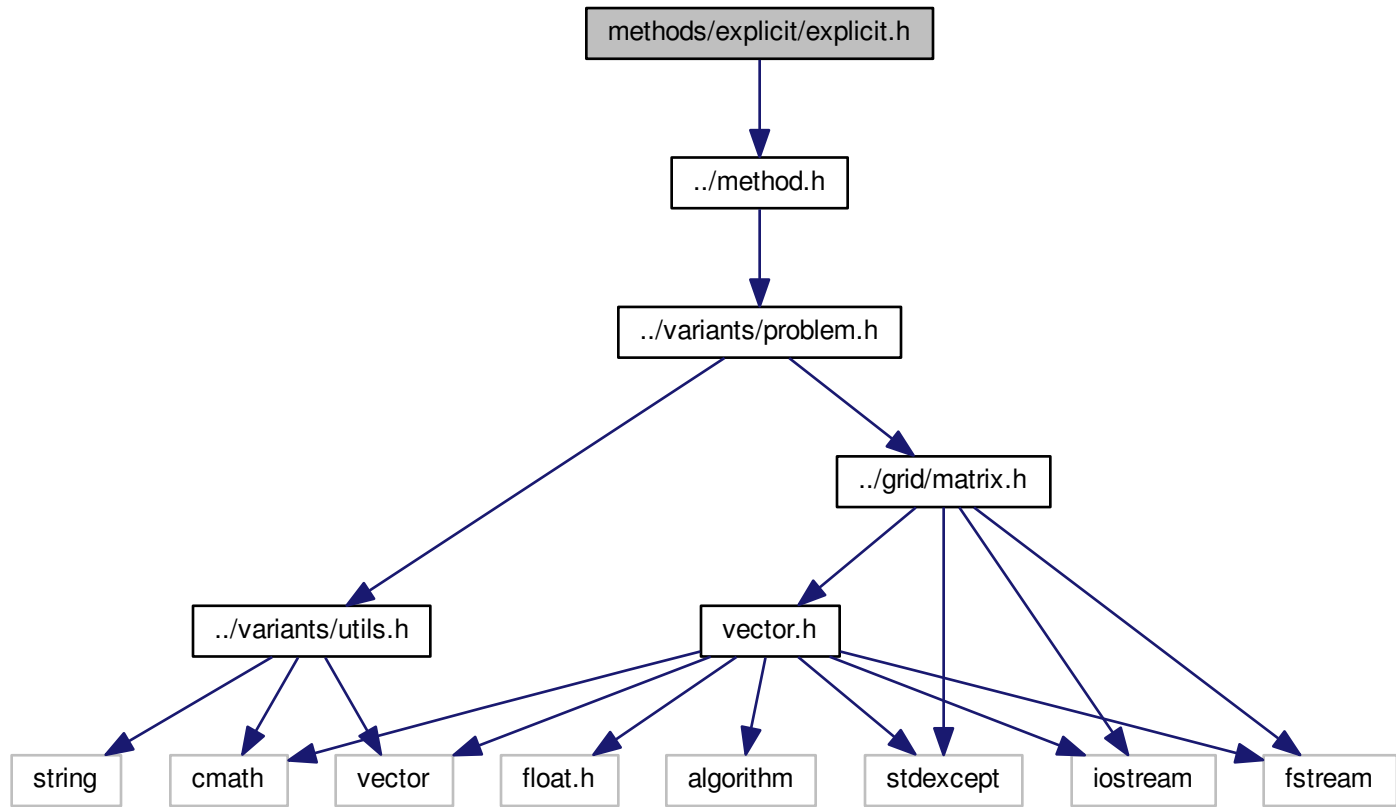 methods/explicit/explicit.h
../method.h
../variants/problem.h
../grid/matrix.h
../variants/utils.h
vector.h
string
cmath
vector
float.h
algorithm
stdexcept
iostream
fstream